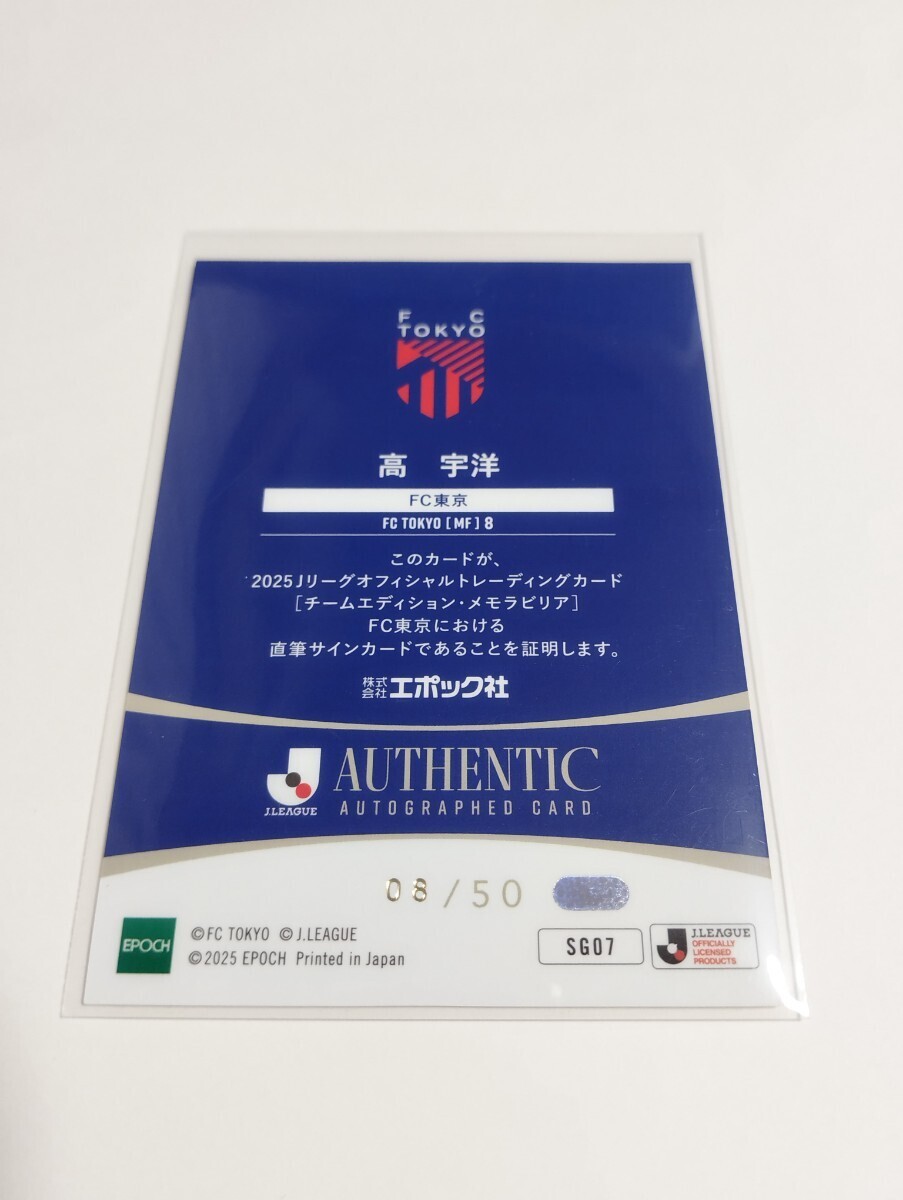 F C
TOKYO
高 宇洋
FC東京
FC TOKYO [MF] 8
このカードが、
2025Jリーグオフィシャルトレーディングカード
[チームエディション・メモラビリア]
FC東京における
直筆サインカードであることを証明します。
株式会社エポック社
J.LEAGUE
AUTHENTIC
AUTOGRAPHED CARD
08/50
EPOCH
©FC TOKYO ©J.LEAGUE
©2025 EPOCH Printed in Japan
SG07
J.LEAGUE
OFFICIALLY
LICENSED
PRODUCTS